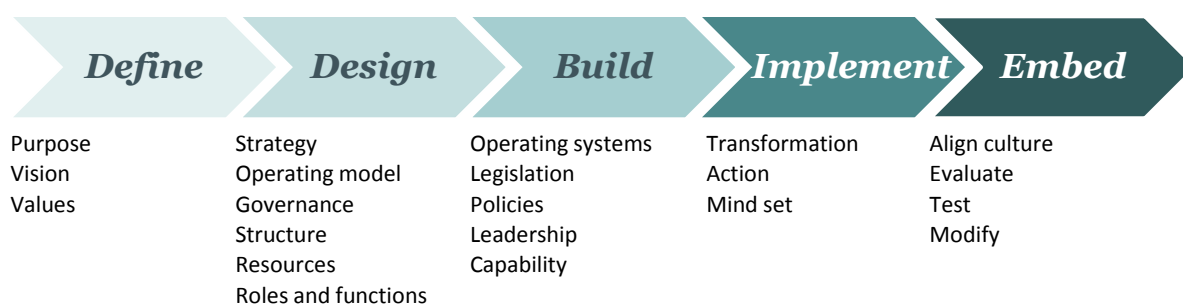 Define
Design
Build
Implement
Embed
Purpose
Vision
Values
Strategy
Operating model
Governance
Structure
Resources
Roles and functions
Operating systems
Legislation
Policies
Leadership
Capability
Transformation
Action
Mind set
Align culture
Evaluate
Test
Modify